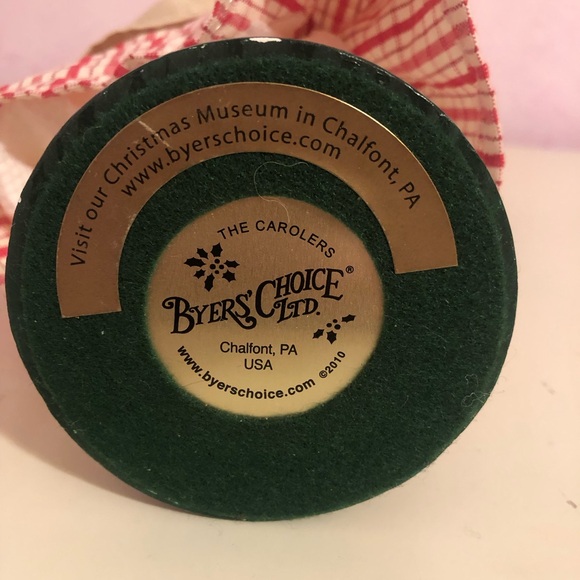 Visit our Christmas Museum in Chalfont, PA
www.byerschoice.com
THE CAROLERS
BYERS' CHOICE®
LTD.
Chalfont, PA
USA
www.byerschoice.com ©2010